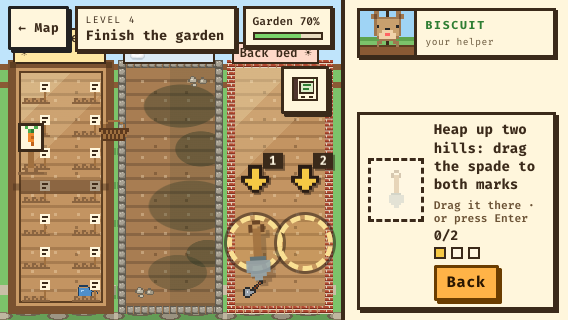 ← Map
LEVEL 4
Finish the garden
Garden 70%
Back bed ☀
1
2
BISCUIT
your helper
Heap up two
hills: drag
the spade to
both marks
Drag it there ·
or press Enter
0/2
Back